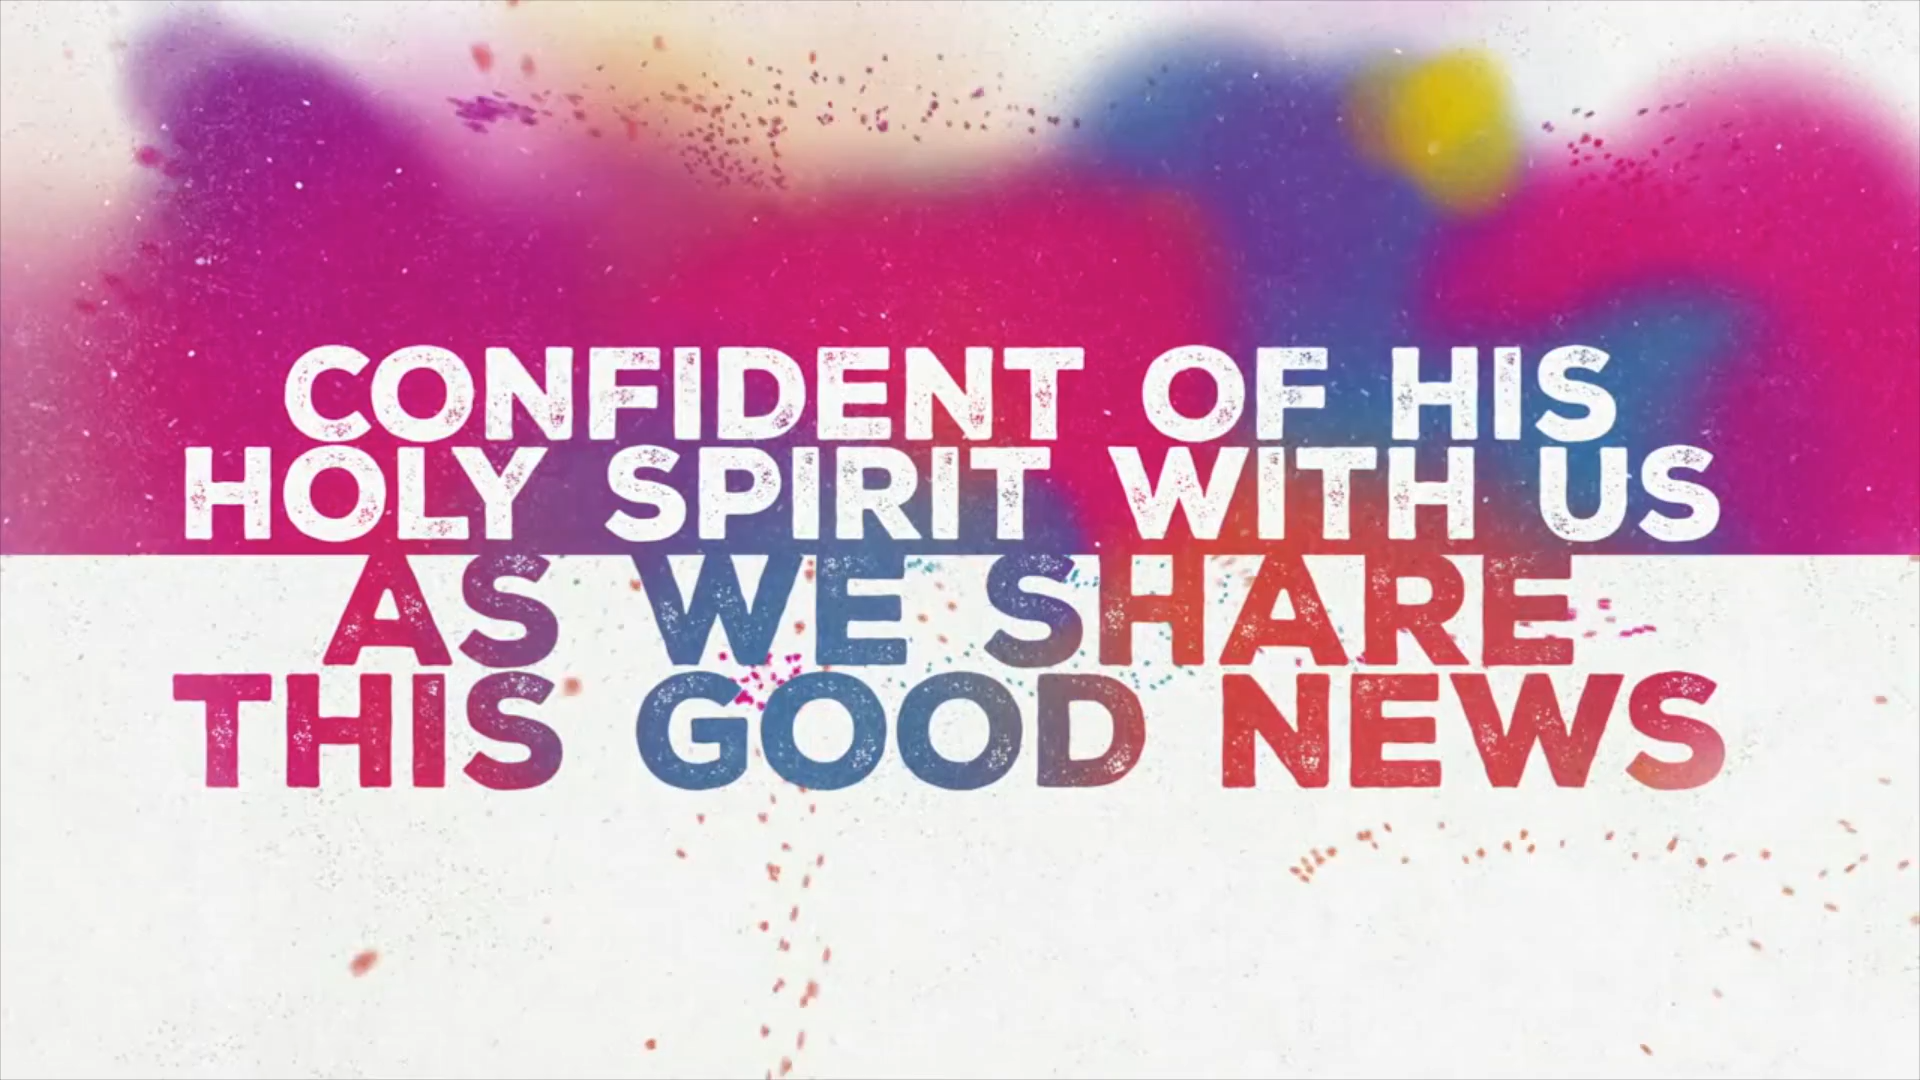 CONFIDENT OF HIS
HOLY SPIRIT WITH US
AS WE SHARE
THIS GOOD NEWS